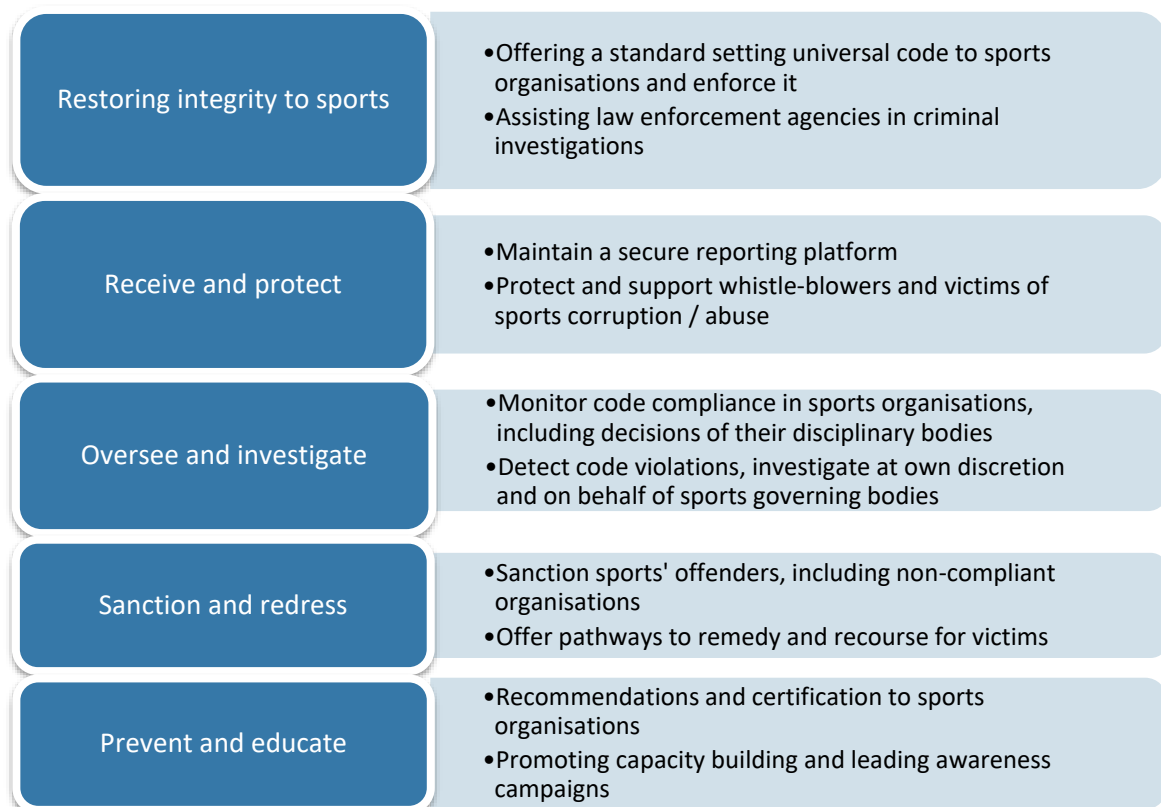 Restoring integrity to sports
•Offering a standard setting universal code to sports
organisations and enforce it
•Assisting law enforcement agencies in criminal
investigations
Receive and protect
•Maintain a secure reporting platform
•Protect and support whistle-blowers and victims of
sports corruption / abuse
Oversee and investigate
•Monitor code compliance in sports organisations,
including decisions of their disciplinary bodies
•Detect code violations, investigate at own discretion
and on behalf of sports governing bodies
Sanction and redress
•Sanction sports' offenders, including non-compliant
organisations
•Offer pathways to remedy and recourse for victims
Prevent and educate
•Recommendations and certification to sports
organisations
•Promoting capacity building and leading awareness
campaigns